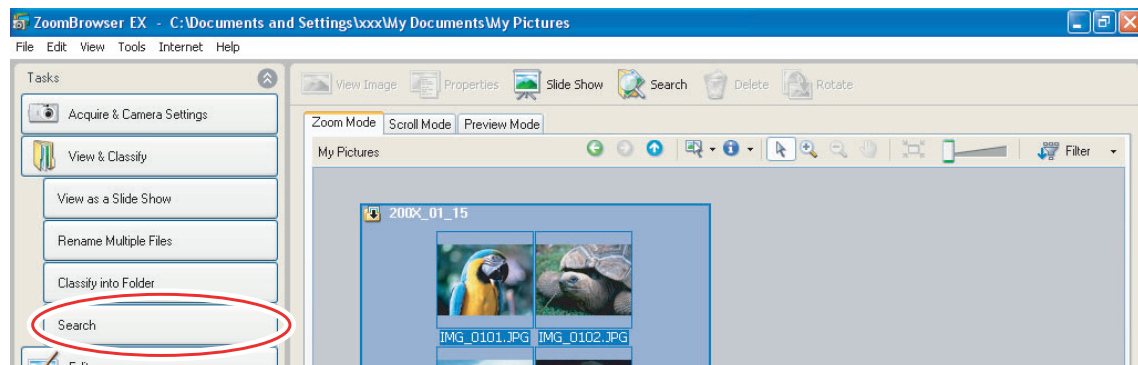 ZoomBrowser EX - C:\Documents and Settings\xxx\My Documents\My Pictures
File Edit View Tools Internet Help
Tasks
Acquire & Camera Settings
View & Classify
View as a Slide Show
Rename Multiple Files
Classify into Folder
Search
View Image Properties Slide Show Search Delete Rotate
Zoom Mode Scroll Mode Preview Mode
My Pictures Filter
200X_01_15
IMG_0101.JPG IMG_0102.JPG